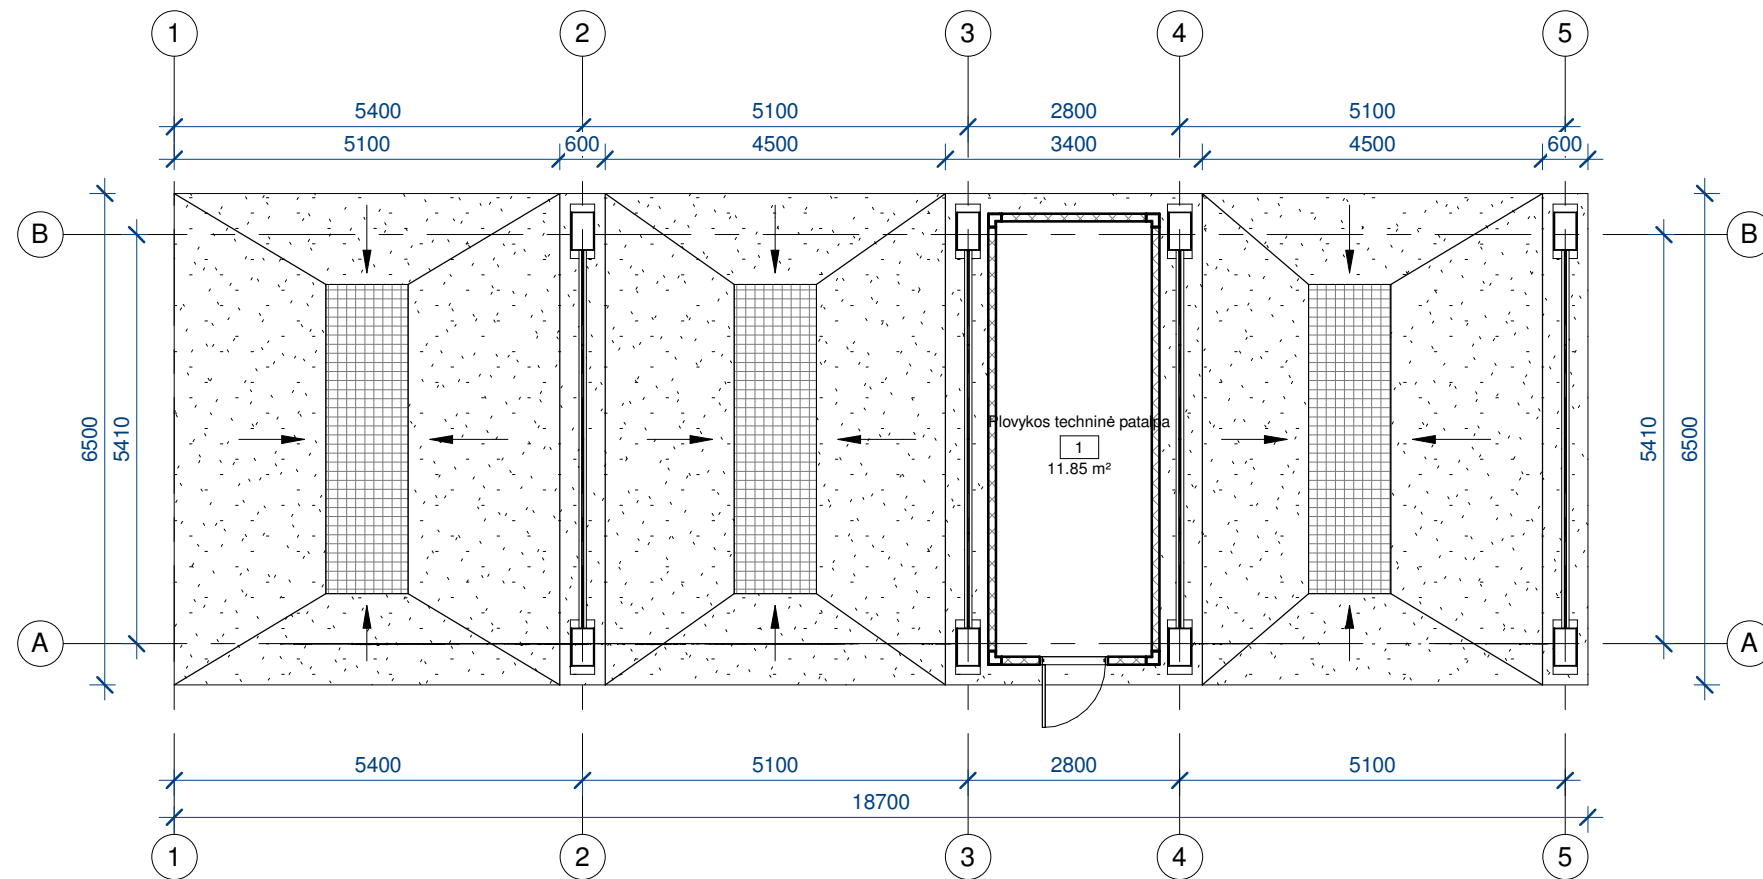 1 2 3 4 5
5400 5100 2800 5100
5100 600 4500 3400 4500 600
B B
6500 5410 5410 6500
Plovykos techninė patalpa
1
11.85 m²
A A
5400 5100 2800 5100
18700
1 2 3 4 5